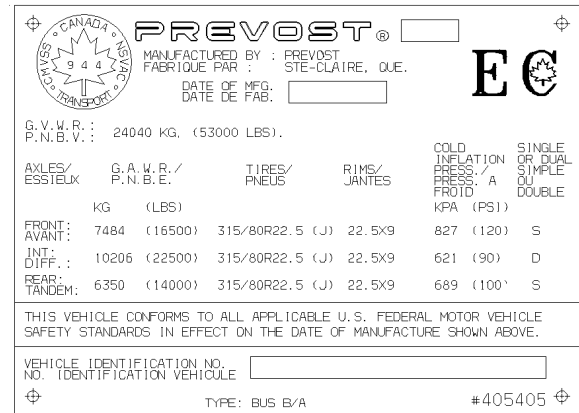 CANADA
CMVSS NSVAC
944
TRANSPORT
PREVOST ®
MANUFACTURED BY : PREVOST
FABRIQUE PAR : STE-CLAIRE, QUE.
DATE OF MFG.
DATE DE FAB.
EC
G.V.W.R. :
P.N.B.V. : 24040 KG, (53000 LBS).
AXLES/ ESSIEUX G.A.W.R./ P.N.B.E. TIRES/ PNEUS RIMS/ JANTES COLD INFLATION PRESS./ PRESS. A FROID SINGLE OR DUAL SIMPLE OU DOUBLE
KG (LBS) KPA (PSI)
FRONT: AVANT: 7484 (16500) 315/80R22.5 (J) 22.5X9 827 (120) S
INT: DIFF.: 10206 (22500) 315/80R22.5 (J) 22.5X9 621 (90) D
REAR: TANDEM: 6350 (14000) 315/80R22.5 (J) 22.5X9 689 (100) S
THIS VEHICLE CONFORMS TO ALL APPLICABLE U.S. FEDERAL MOTOR VEHICLE
SAFETY STANDARDS IN EFFECT ON THE DATE OF MANUFACTURE SHOWN ABOVE.
VEHICLE IDENTIFICATION NO.
NO. IDENTIFICATION VEHICULE
TYPE: BUS B/A #405405